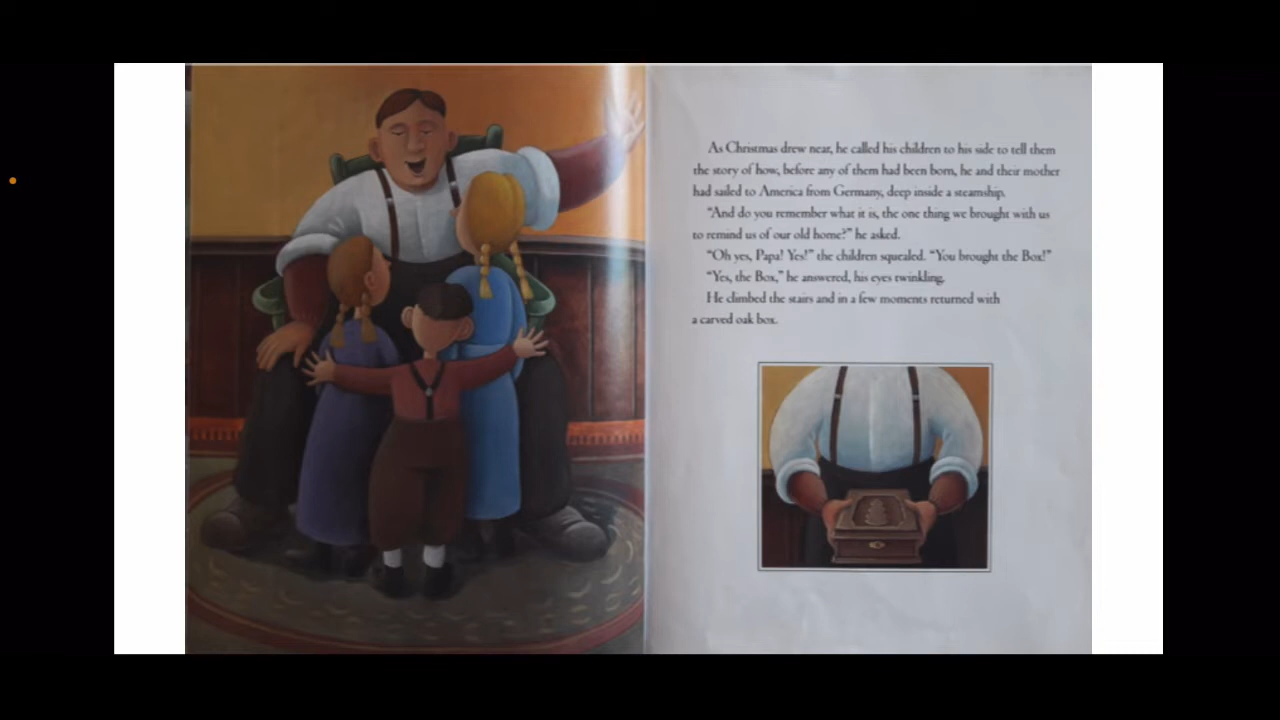 As Christmas drew near, he called his children to his side to tell them
the story of how, before any of them had been born, he and their mother
had sailed to America from Germany, deep inside a steamship.
"And do you remember what it is, the one thing we brought with us
to remind us of our old home?" he asked.
"Oh yes, Papa! Yes!" the children squealed. "You brought the Box!"
"Yes, the Box," he answered, his eyes twinkling.
He climbed the stairs and in a few moments returned with
a carved oak box.